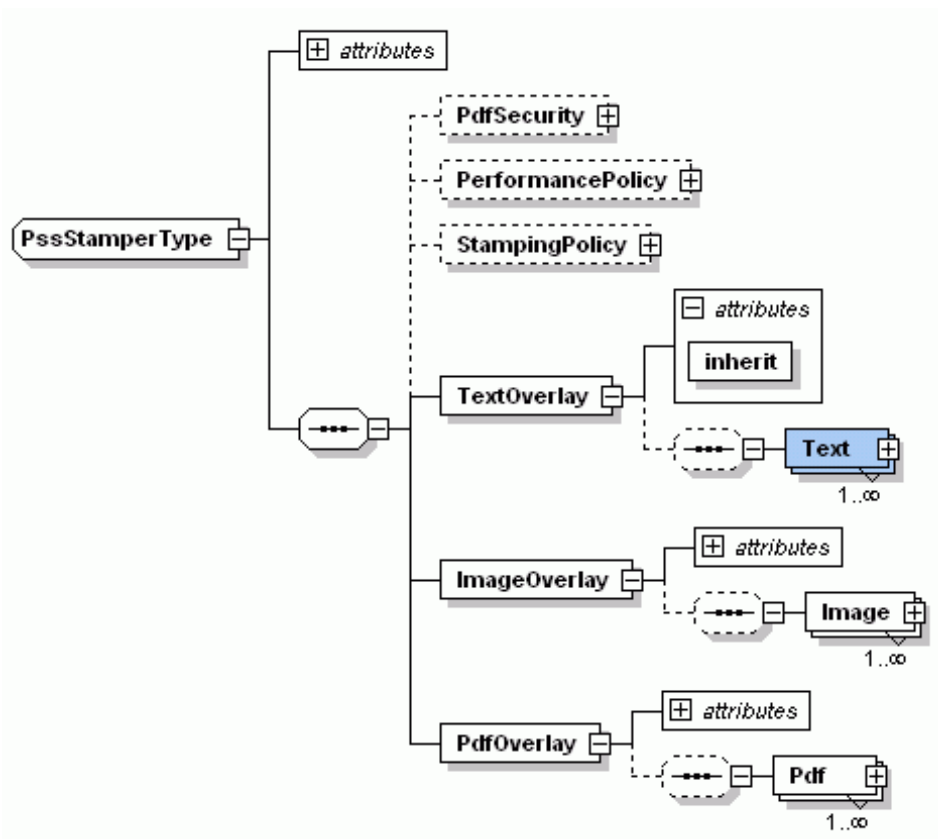 attributes
PdfSecurity
PerformancePolicy
PssStamperType
StampingPolicy
attributes
inherit
TextOverlay
Text
1..∞
attributes
ImageOverlay
Image
1..∞
attributes
PdfOverlay
Pdf
1..∞